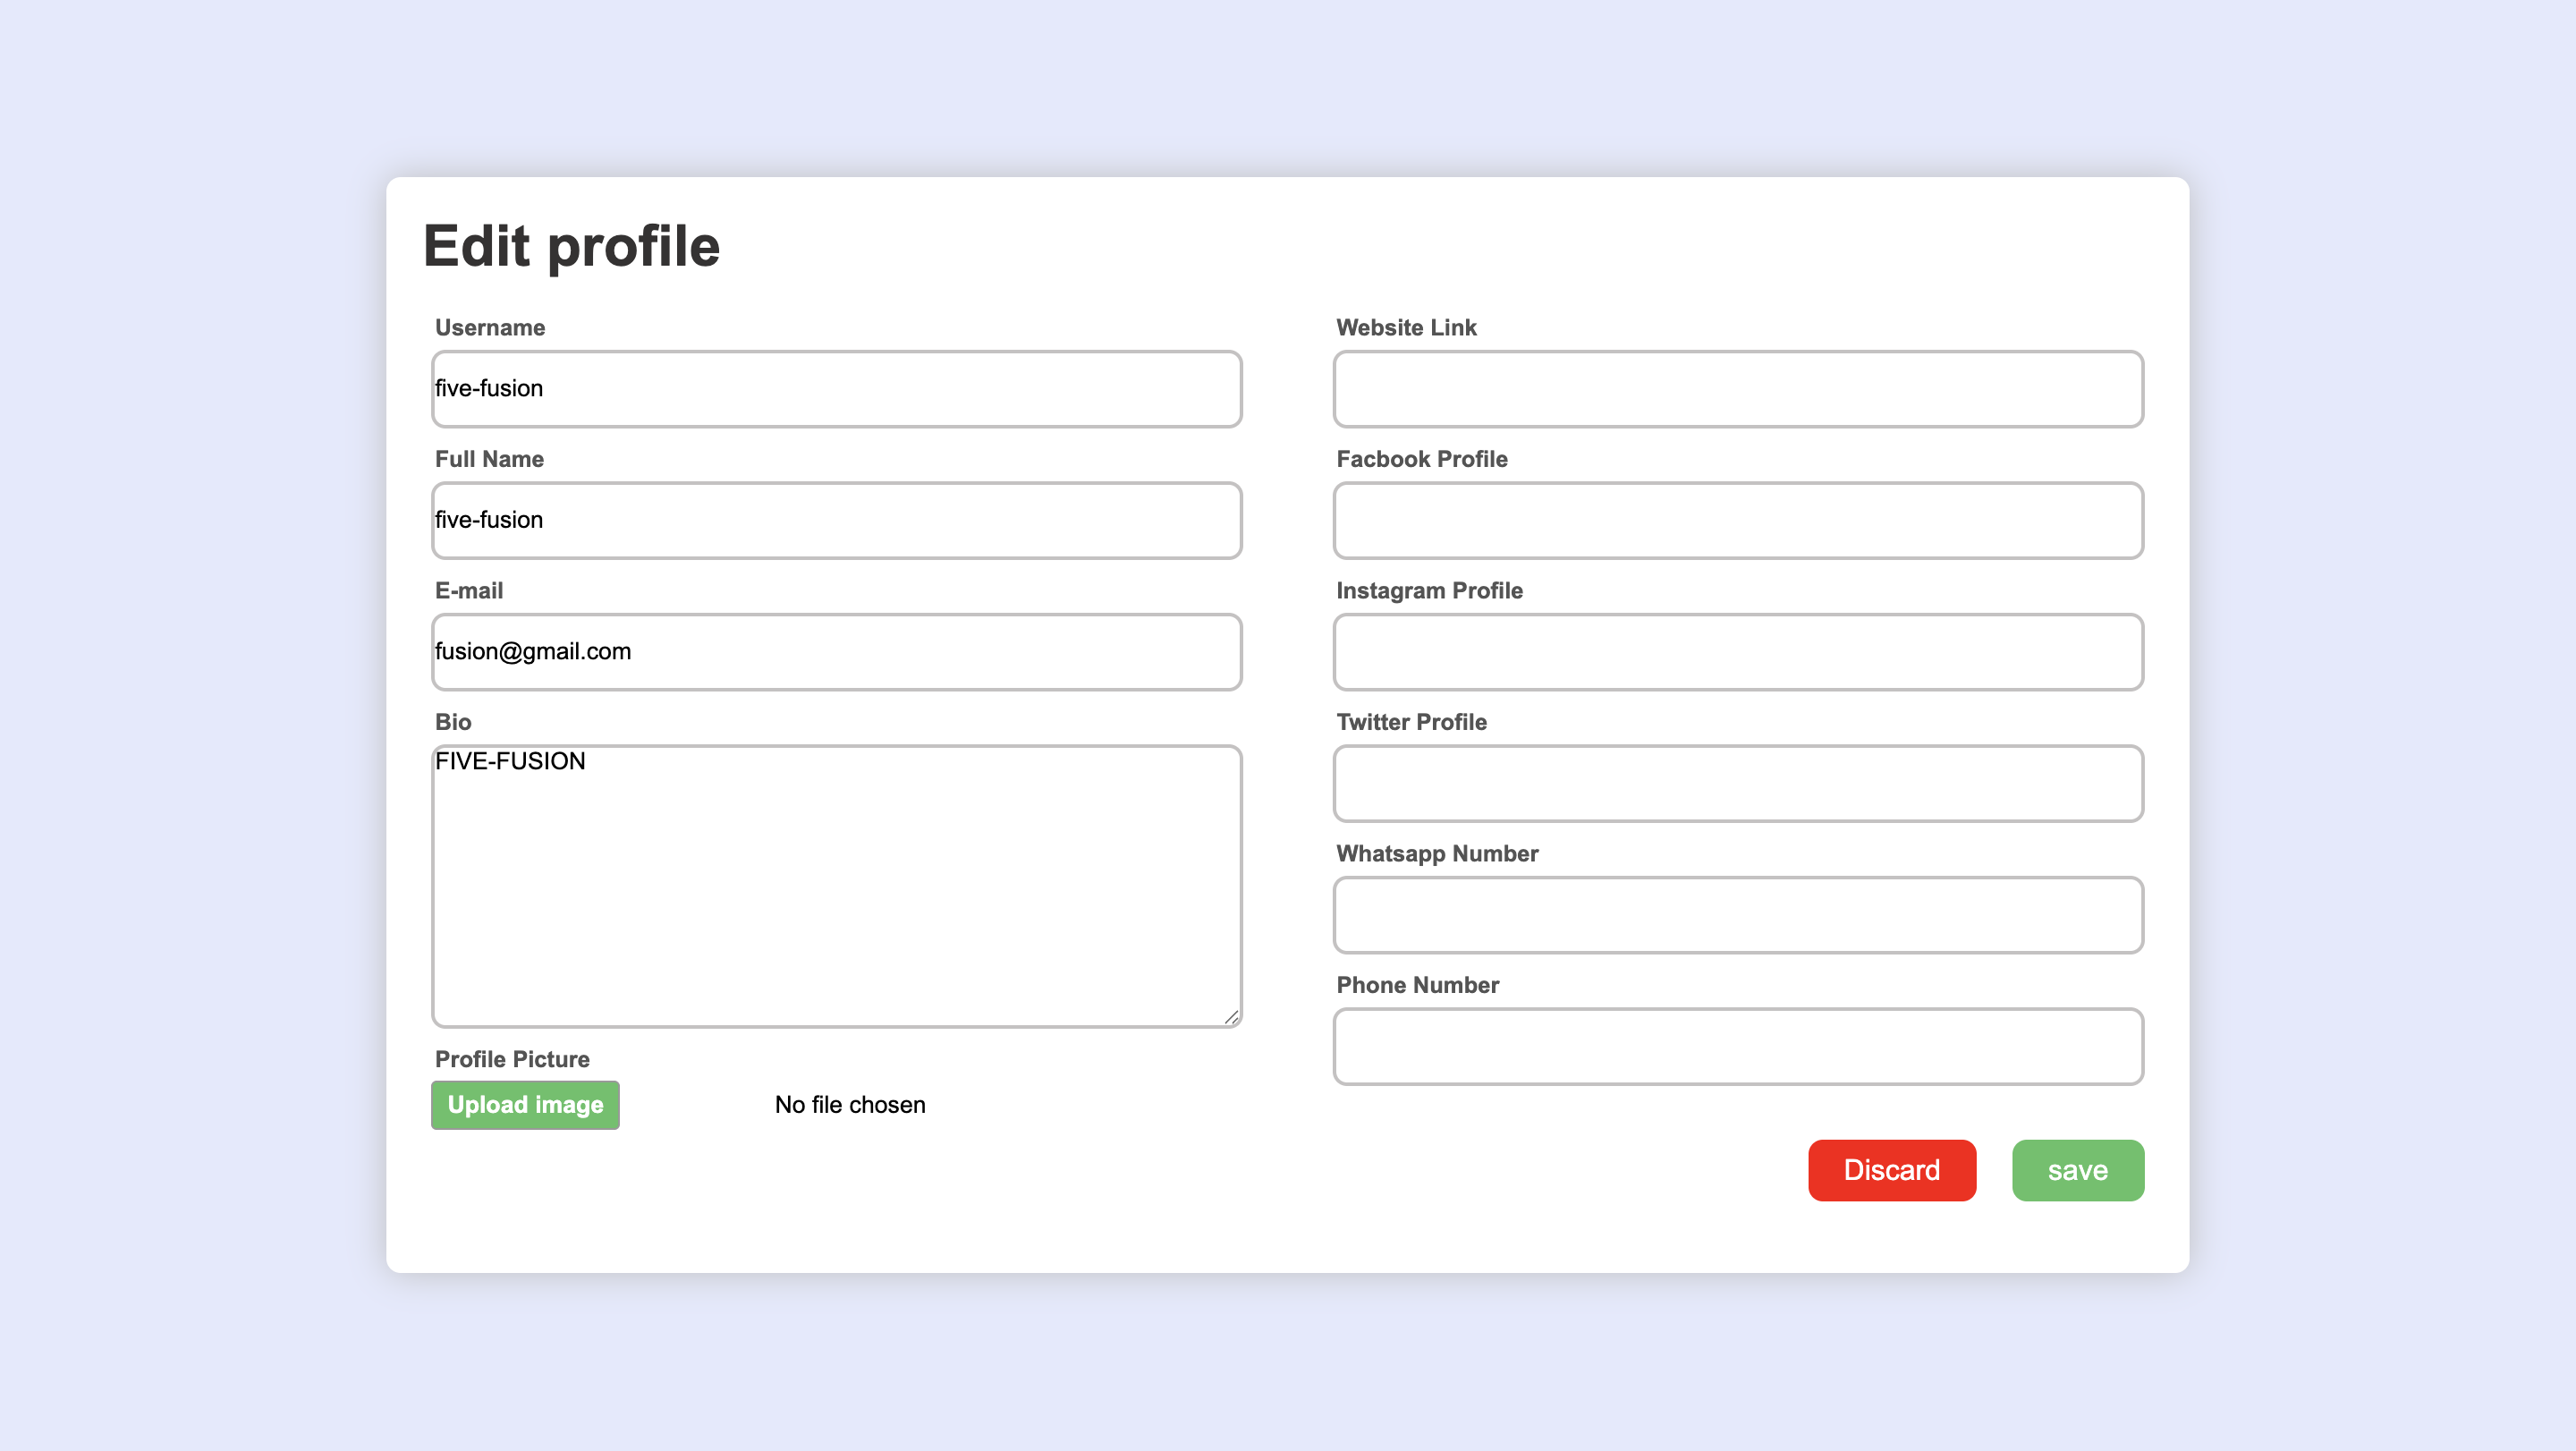 Edit profile
Username
five-fusion
Full Name
five-fusion
E-mail
fusion@gmail.com
Bio
FIVE-FUSION
Profile Picture
Upload image
No file chosen
Website Link
Facbook Profile
Instagram Profile
Twitter Profile
Whatsapp Number
Phone Number
Discard
save